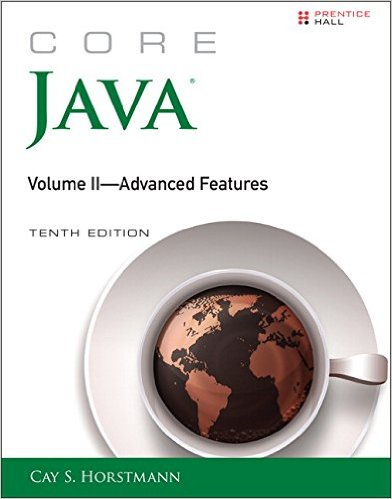 PRENTICE
HALL
CORE
JAVA®
Volume II—Advanced Features
TENTH EDITION
CAY S. HORSTMANN